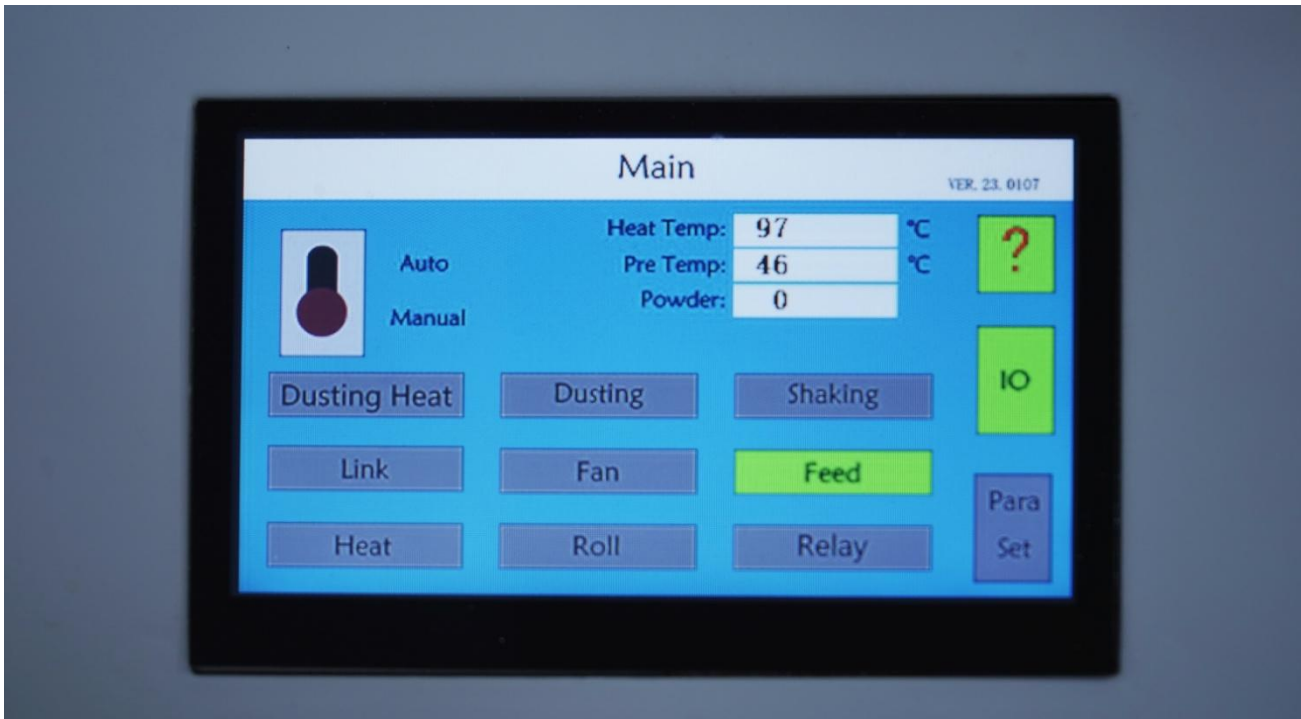 Main
VER. 23. 0107
Heat Temp: 97 °C
Auto
Pre Temp: 46 °C
Powder: 0
Manual
?
Dusting Heat
Dusting
Shaking
IO
Link
Fan
Feed
Para
Set
Heat
Roll
Relay